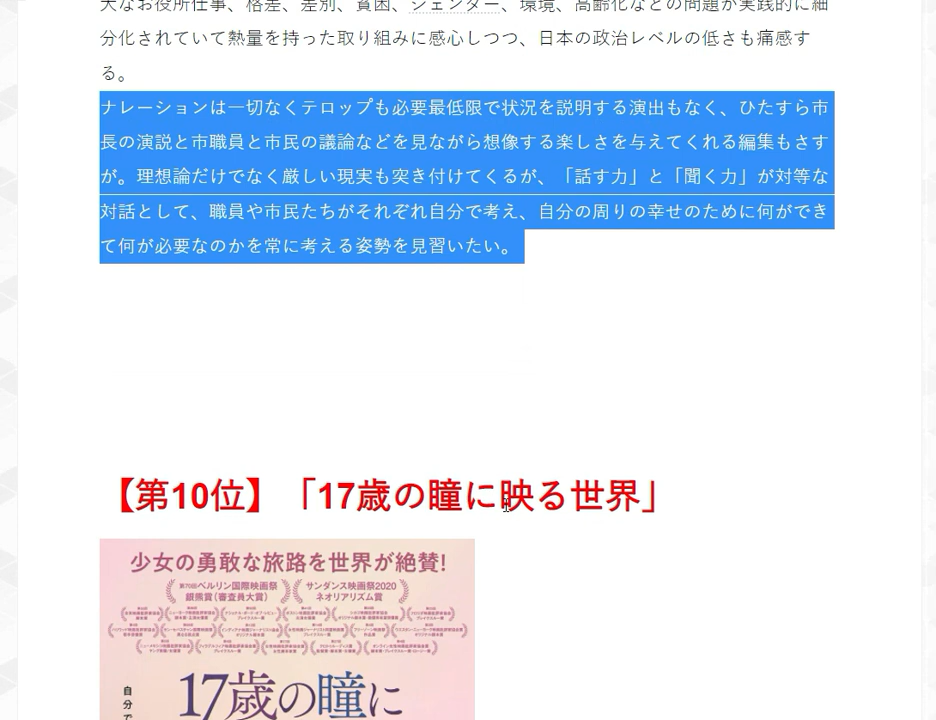 大なお役所仕事、格差、差別、貧困、ジェンダー、環境、高齢化などの問題が実践的に細
分化されていて熱量を持った取り組みに感心しつつ、日本の政治レベルの低さも痛感す
る。
ナレーションは一切なくテロップも必要最低限で状況を説明する演出もなく、ひたすら市
長の演説と市職員と市民の議論などを見ながら想像する楽しさを与えてくれる編集もさす
が。理想論だけでなく厳しい現実も突き付けてくるが、「話す力」と「聞く力」が対等な
対話として、職員や市民たちがそれぞれ自分で考え、自分の周りの幸せのために何ができ
て何が必要なのかを常に考える姿勢を見習いたい。
【第10位】「17歳の瞳に映る世界」
少女の勇敢な旅路を世界が絶賛!
第70回ベルリン国際映画祭 サンダンス映画祭2020
銀熊賞(審査員大賞) ネオリアリズム賞
17歳の瞳に
自分で